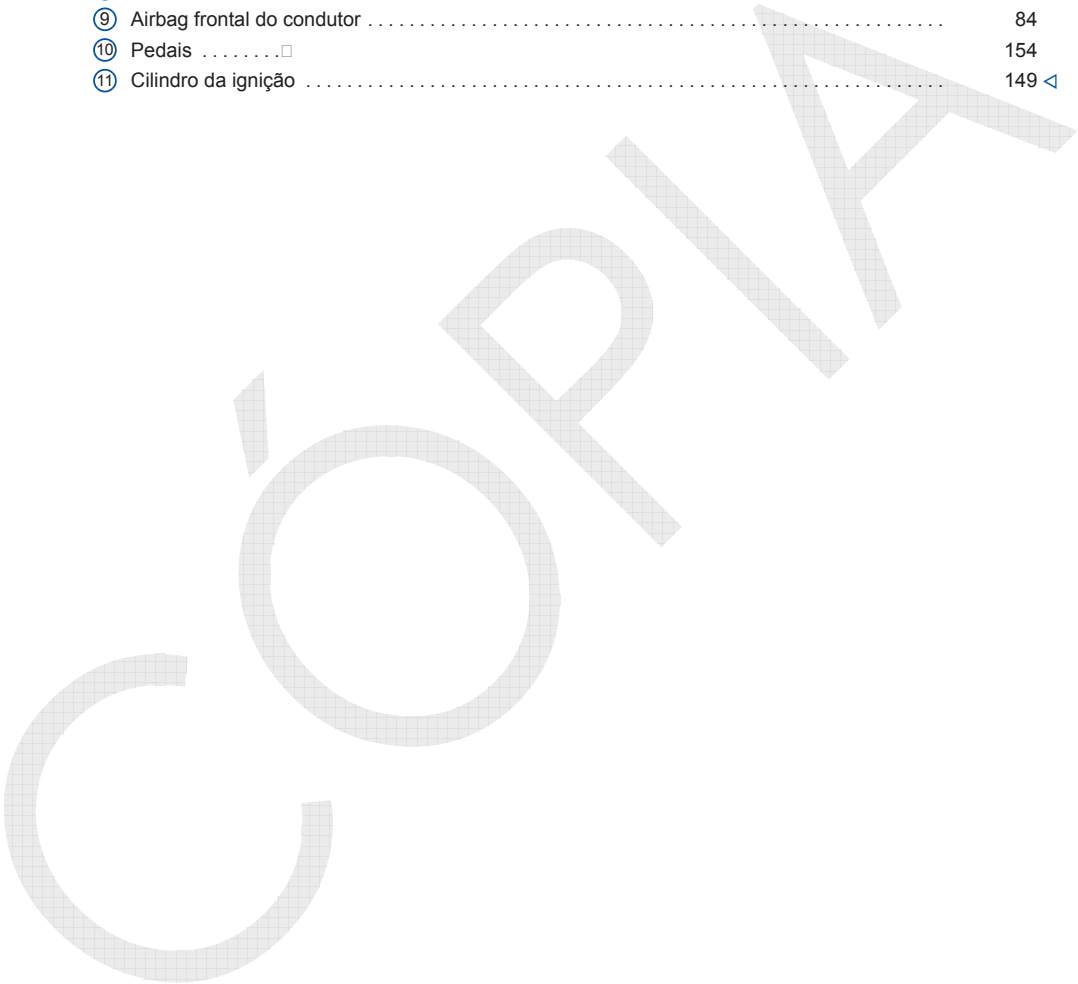 ⑨ Airbag frontal do condutor . . . . . . . . . . . . . . . . . . . . . . . . . . . . . . . . . . . . . . . . . . . . . . . . . . . . . . . . 84
⑩ Pedais . . . . . . . .□ 154
⑪ Cilindro da ignição . . . . . . . . . . . . . . . . . . . . . . . . . . . . . . . . . . . . . . . . . . . . . . . . . . . . . . . . . . . . . . 149 ◁
CÓPIA